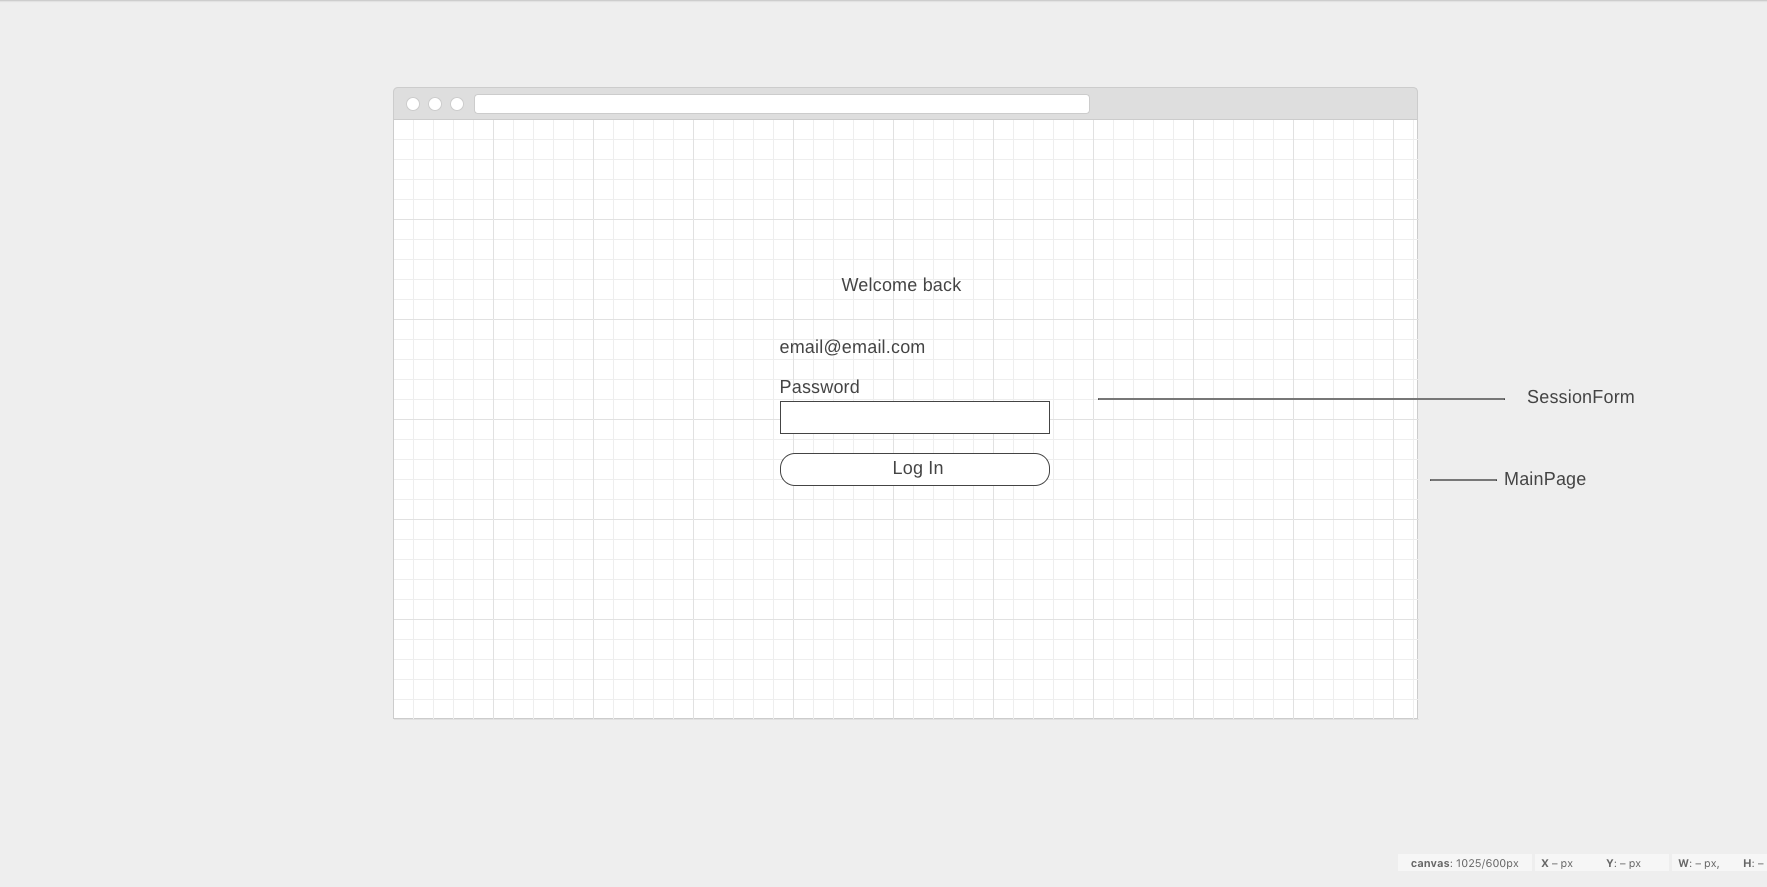 Welcome back
email@email.com
Password
SessionForm
Log In
MainPage
canvas: 1025/600px X – px Y: – px W: – px, H: –